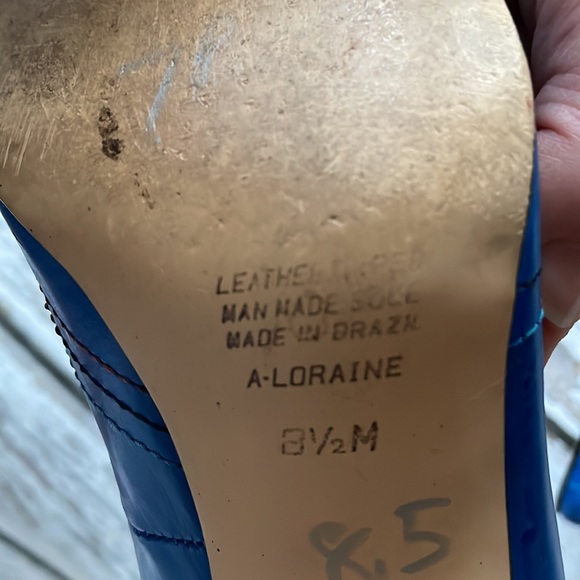 LEATHER UPPER
MAN MADE SOLE
MADE IN BRAZIL
A-LORAINE
8½M
8.5